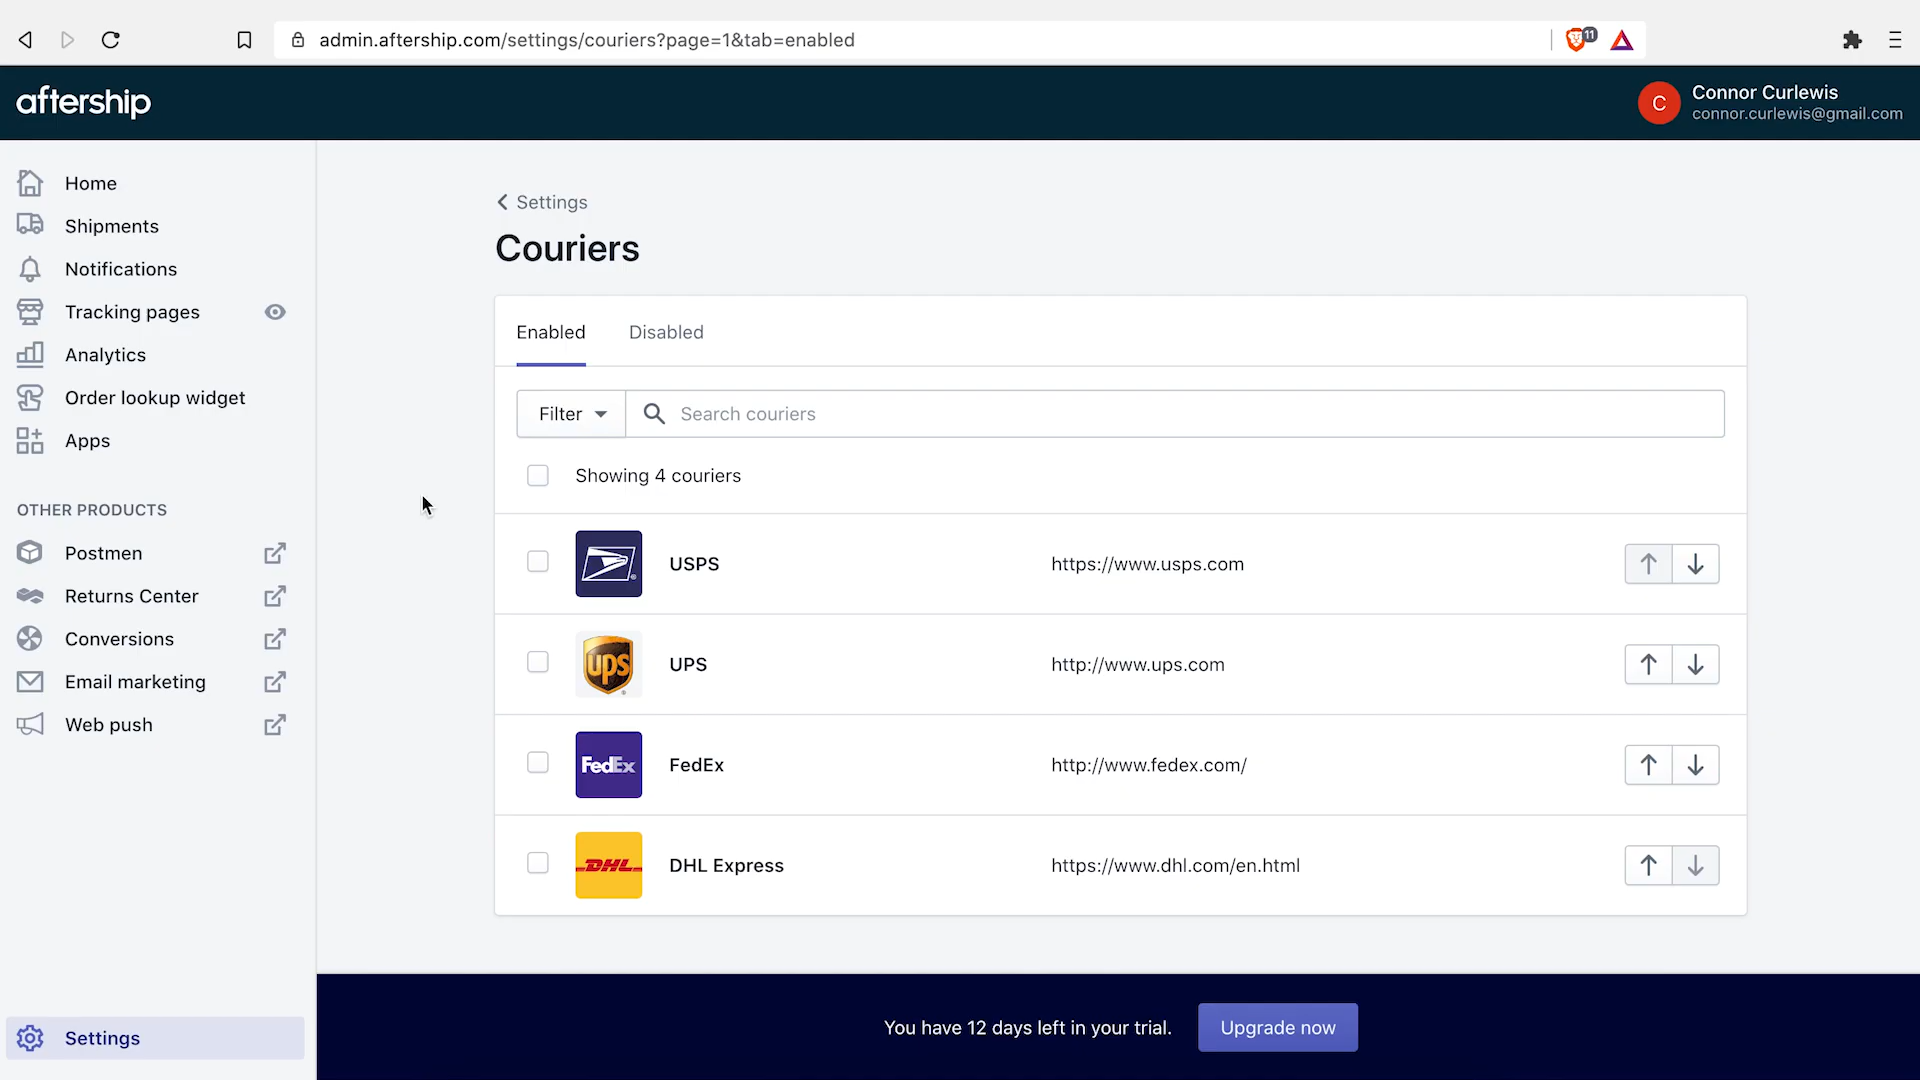 admin.aftership.com/settings/couriers?page=1&tab=enabled
11
aftership
C
Connor Curlewis
connor.curlewis@gmail.com
Home
Shipments
Notifications
Tracking pages
Analytics
Order lookup widget
Apps
OTHER PRODUCTS
Postmen
Returns Center
Conversions
Email marketing
Web push
Settings
Settings
Couriers
Enabled
Disabled
Filter
Search couriers
Showing 4 couriers
USPS
https://www.usps.com
ups
UPS
http://www.ups.com
FedEx
FedEx
http://www.fedex.com/
DHL
DHL Express
https://www.dhl.com/en.html
You have 12 days left in your trial.
Upgrade now